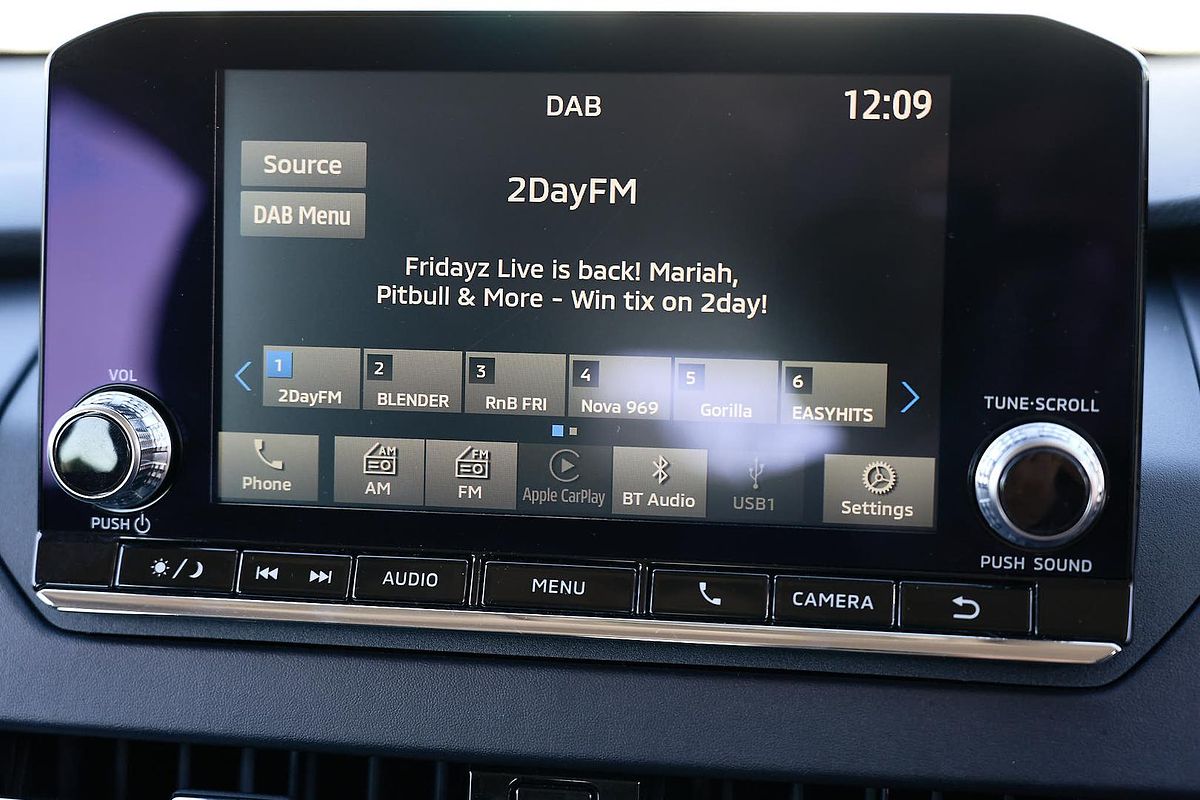 DAB
12:09
Source
2DayFM
DAB Menu
Fridayz Live is back! Mariah,
Pitbull & More - Win tix on 2day!
1
2DayFM
2
BLENDER
3
RnB FRI
4
Nova 969
5
Gorilla
6
EASYHITS
VOL
TUNE·SCROLL
Phone
AM
AM
FM
FM
Apple CarPlay
BT Audio
USB1
Settings
PUSH
PUSH SOUND
AUDIO
MENU
CAMERA